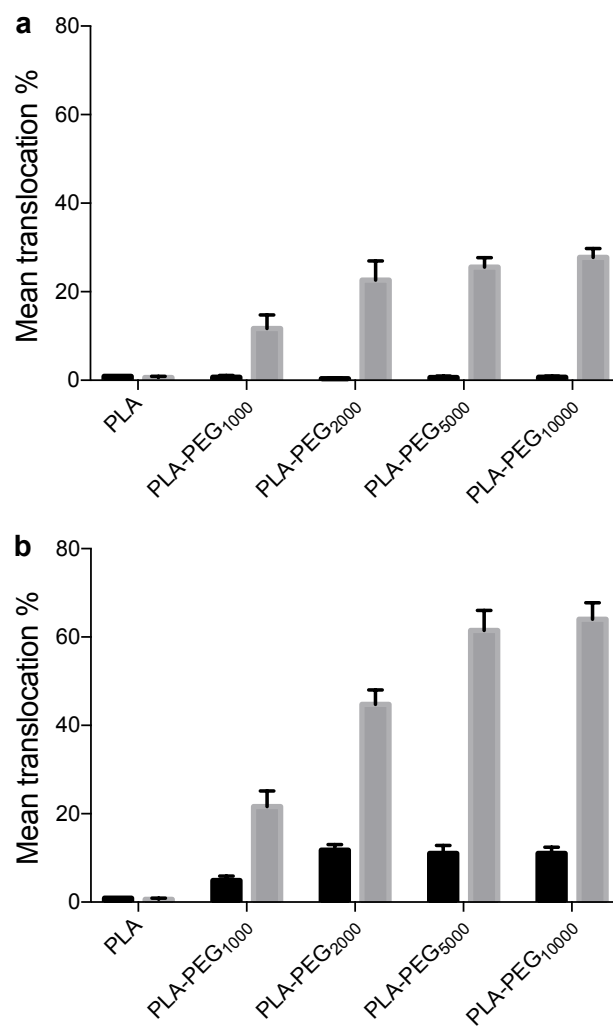 a
Mean translocation %
80
60
40
20
0
PLA
PLA-PEG₁₀₀₀
PLA-PEG₂₀₀₀
PLA-PEG₅₀₀₀
PLA-PEG₁₀₀₀₀
b
Mean translocation %
80
60
40
20
0
PLA
PLA-PEG₁₀₀₀
PLA-PEG₂₀₀₀
PLA-PEG₅₀₀₀
PLA-PEG₁₀₀₀₀